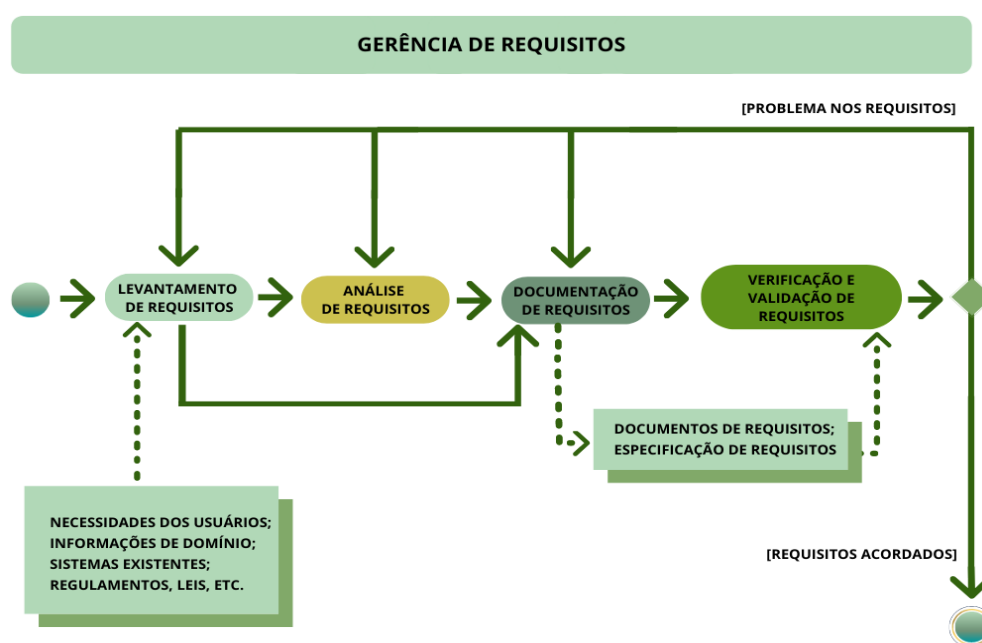 GERÊNCIA DE REQUISITOS
[PROBLEMA NOS REQUISITOS]
LEVANTAMENTO
DE REQUISITOS
ANÁLISE
DE REQUISITOS
DOCUMENTAÇÃO
DE REQUISITOS
VERIFICAÇÃO E
VALIDAÇÃO DE
REQUISITOS
DOCUMENTOS DE REQUISITOS;
ESPECIFICAÇÃO DE REQUISITOS
NECESSIDADES DOS USUÁRIOS;
INFORMAÇÕES DE DOMÍNIO;
SISTEMAS EXISTENTES;
REGULAMENTOS, LEIS, ETC.
[REQUISITOS ACORDADOS]